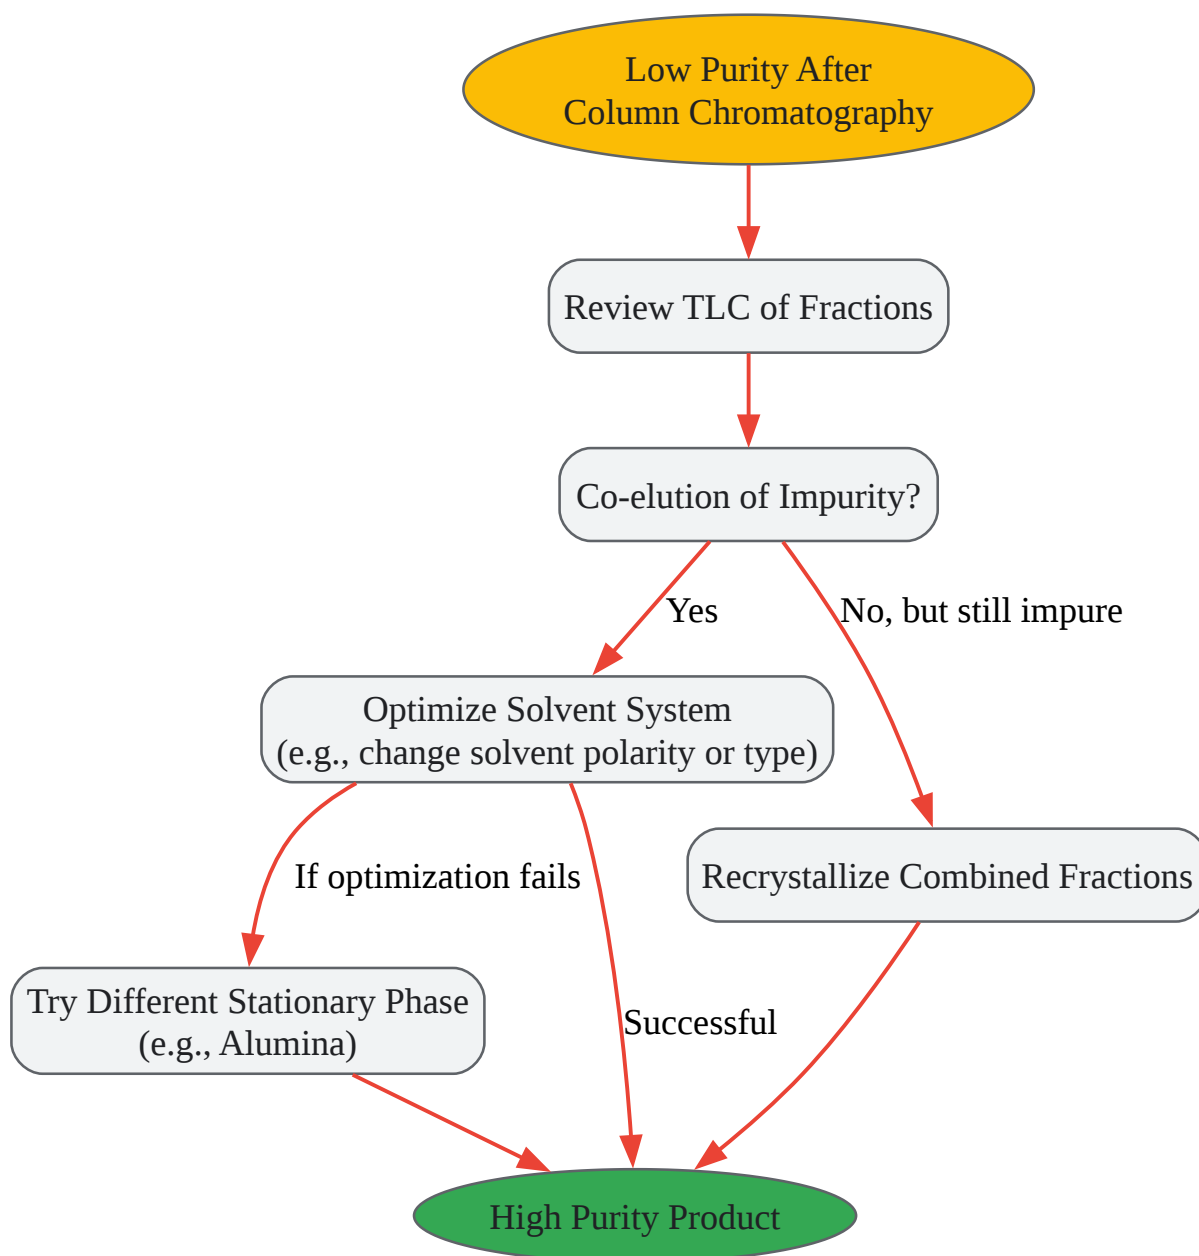 Low Purity After
Column Chromatography
Review TLC of Fractions
Co-elution of Impurity?
Yes
No, but still impure
Optimize Solvent System
(e.g., change solvent polarity or type)
If optimization fails
Recrystallize Combined Fractions
Try Different Stationary Phase
(e.g., Alumina)
Successful
High Purity Product